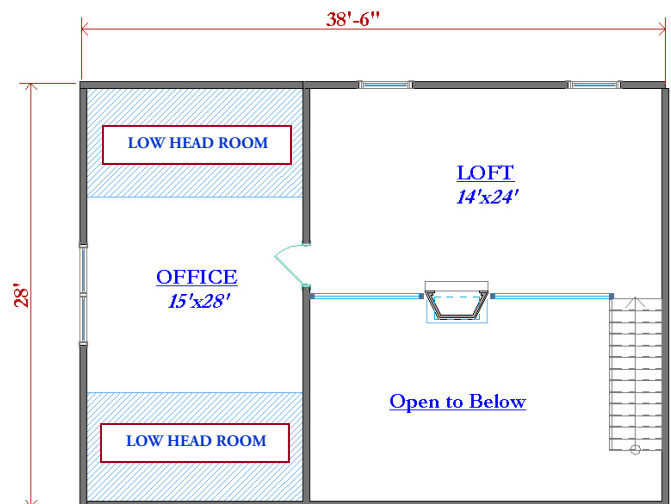 38'-6"
LOW HEAD ROOM
LOFT
14'x24'
OFFICE
15'x28'
28'
Open to Below
LOW HEAD ROOM